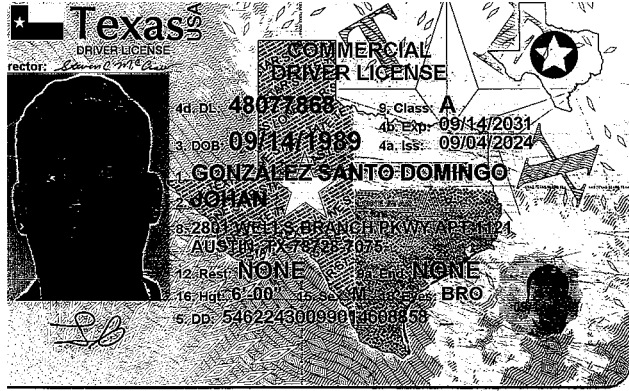 Texas USA
DRIVER LICENSE
COMMERCIAL
DRIVER LICENSE
4d. DL: 48077868 9. Class: A
4b. Exp: 09/14/2031
3. DOB: 09/14/1989 4a. Iss: 09/04/2024
1. GONZALEZ SANTO DOMINGO
2. JOHAN
8. 2801 WELLS BRANCH PKWY APT 1121
AUSTIN, TX 78728-7075
12. Rest: NONE 9a. End: NONE
16. Hgt: 6'-00" 15. Sex: M 18. Eyes: BRO
5. DD: